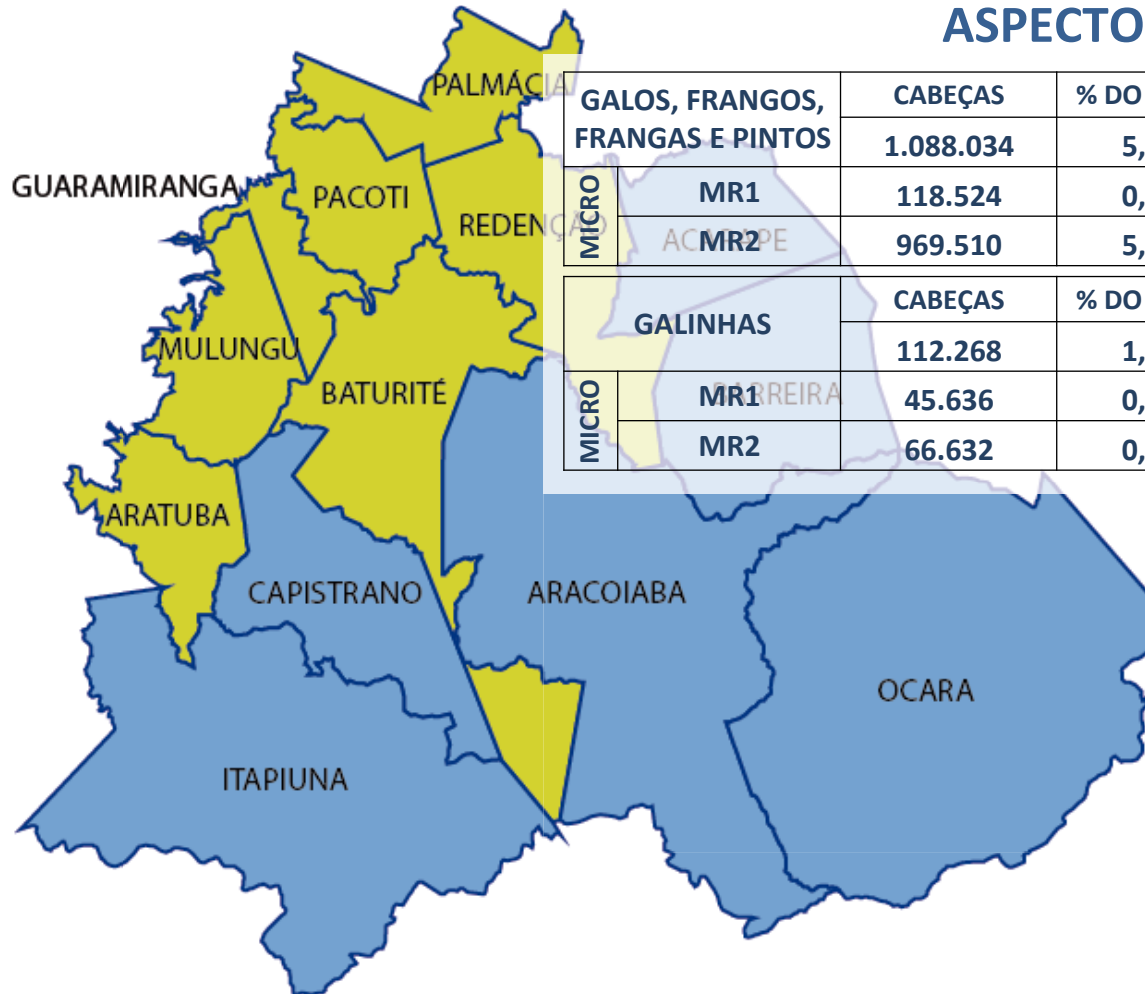 ASPECTO
GALOS, FRANGOS, FRANGAS E PINTOS
CABEÇAS
% DO
1.088.034
5,
MICRO
MR1
118.524
0,
MR2
969.510
5,
GALINHAS
CABEÇAS
% DO
112.268
1,
MICRO
MR1
45.636
0,
MR2
66.632
0,
PALMÁCIA
GUARAMIRANGA
PACOTI
REDENÇÃO
ACARAPE
MULUNGU
BATURITÉ
BARREIRA
ARATUBA
CAPISTRANO
ARACOIABA
OCARA
ITAPIUNA